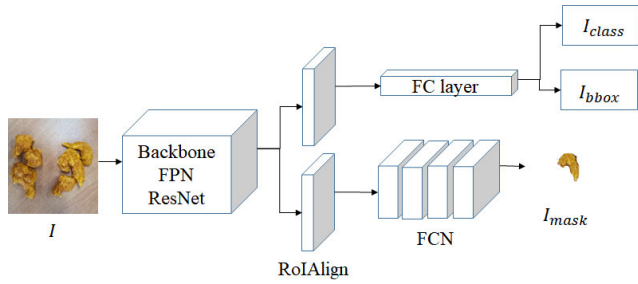 I
Backbone
FPN
ResNet
RoIAlign
FC layer
FCN
I_class
I_bbox
I_mask